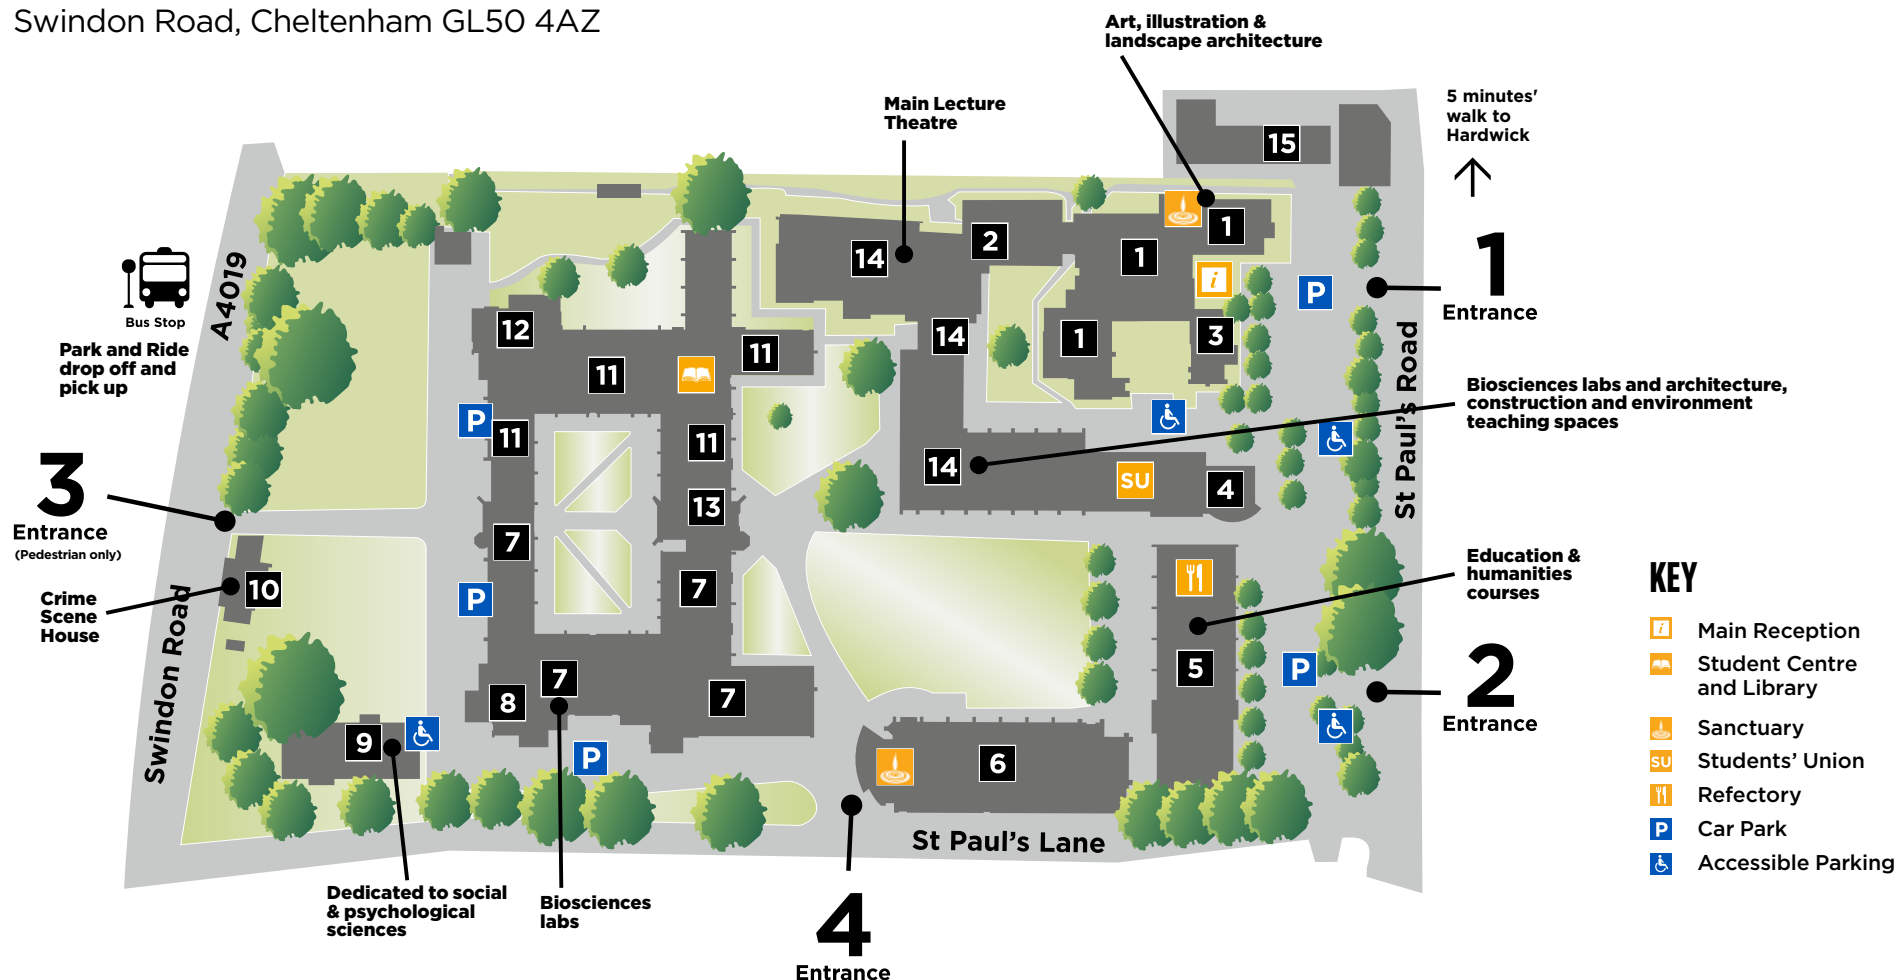 Swindon Road, Cheltenham GL50 4AZ
Art, illustration &
landscape architecture
Main Lecture
Theatre
5 minutes'
walk to
Hardwick
15
1
1
2
14
i
P
1
Entrance
A4019
Bus Stop
Park and Ride
drop off and
pick up
12
11
11
14
1
3
St Paul's Road
Biosciences labs and architecture,
construction and environment
teaching spaces
P
11
11
14
SU
4
3
Entrance
(Pedestrian only)
13
7
7
10
Crime
Scene
House
P
Swindon Road
Education &
humanities
courses
5
P
2
Entrance
7
8
7
9
P
6
St Paul's Lane
Dedicated to social
& psychological
sciences
Biosciences
labs
4
Entrance
KEY
i Main Reception
Student Centre
and Library
Sanctuary
SU Students' Union
Refectory
P Car Park
Accessible Parking